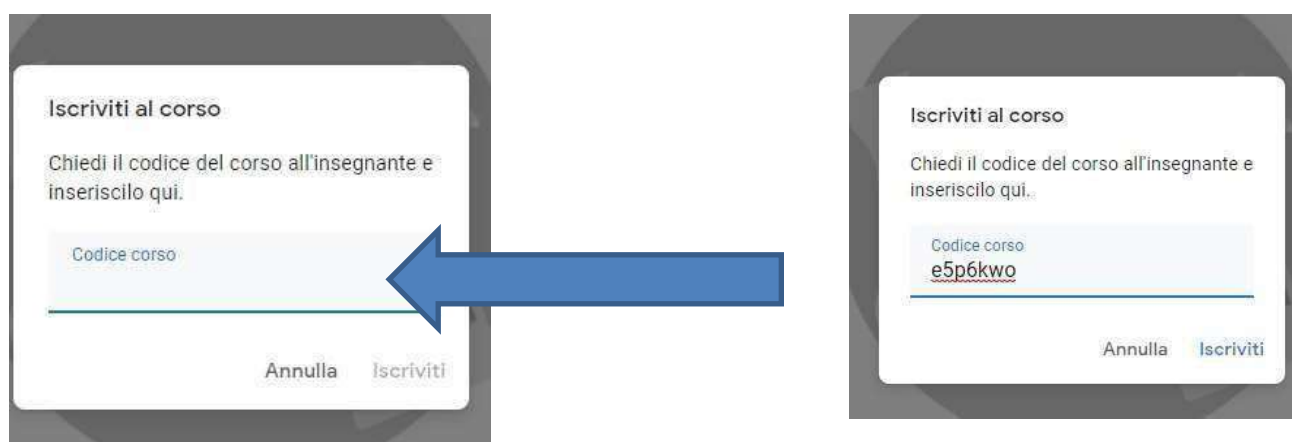 Iscriviti al corso
Chiedi il codice del corso all'insegnante e
inseriscilo qui.
Codice corso
Annulla Iscriviti
Iscriviti al corso
Chiedi il codice del corso all'insegnante e
inseriscilo qui.
Codice corso
e5p6kwo
Annulla Iscriviti